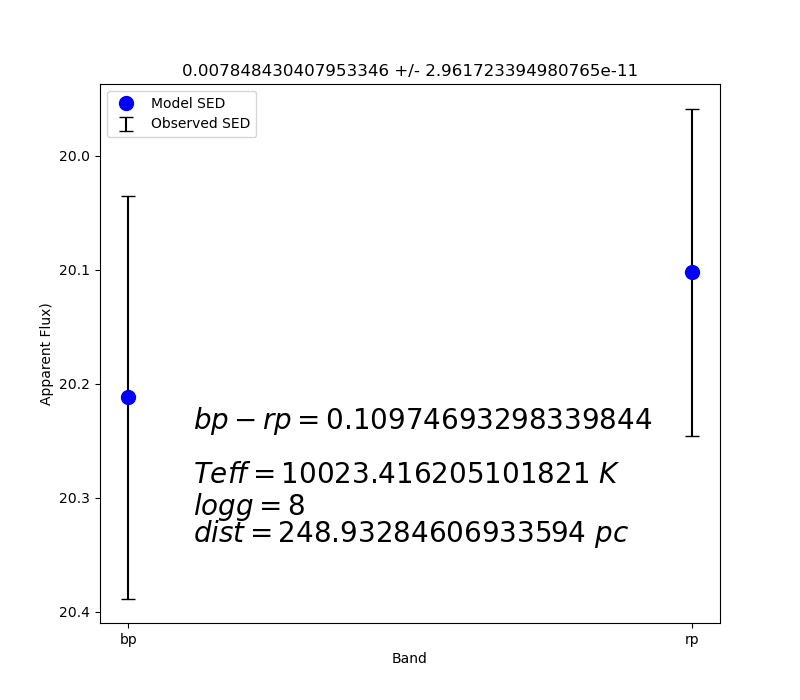 0.007848430407953346 +/- 2.961723394980765e-11
Model SED
Observed SED
20.0
20.1
20.2
20.3
20.4
Apparent Flux)
bp − rp = 0.10974693298339844
Teff = 10023.416205101821 K
logg = 8
dist = 248.93284606933594 pc
bp
rp
Band